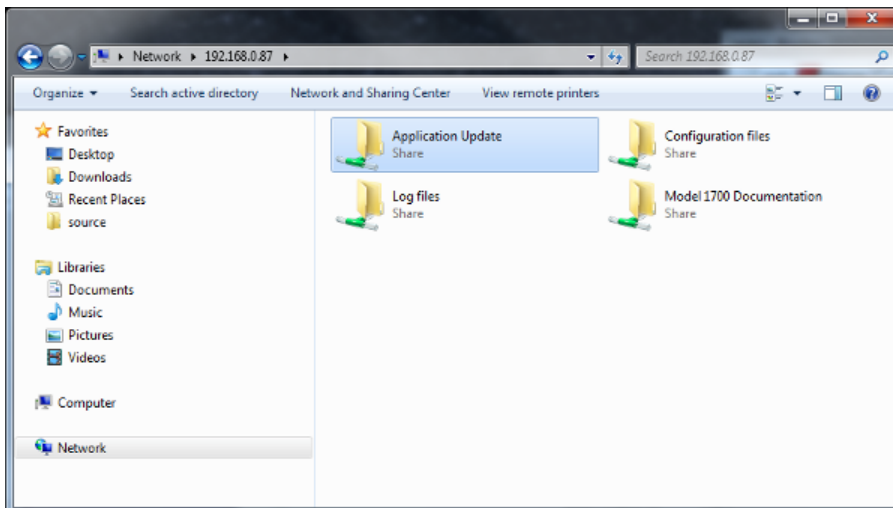 Network 192.168.0.87
Search 192.168.0.87
Organize
Search active directory
Network and Sharing Center
View remote printers
Favorites
Desktop
Downloads
Recent Places
source
Libraries
Documents
Music
Pictures
Videos
Computer
Network
Application Update
Share
Configuration files
Share
Log files
Share
Model 1700 Documentation
Share